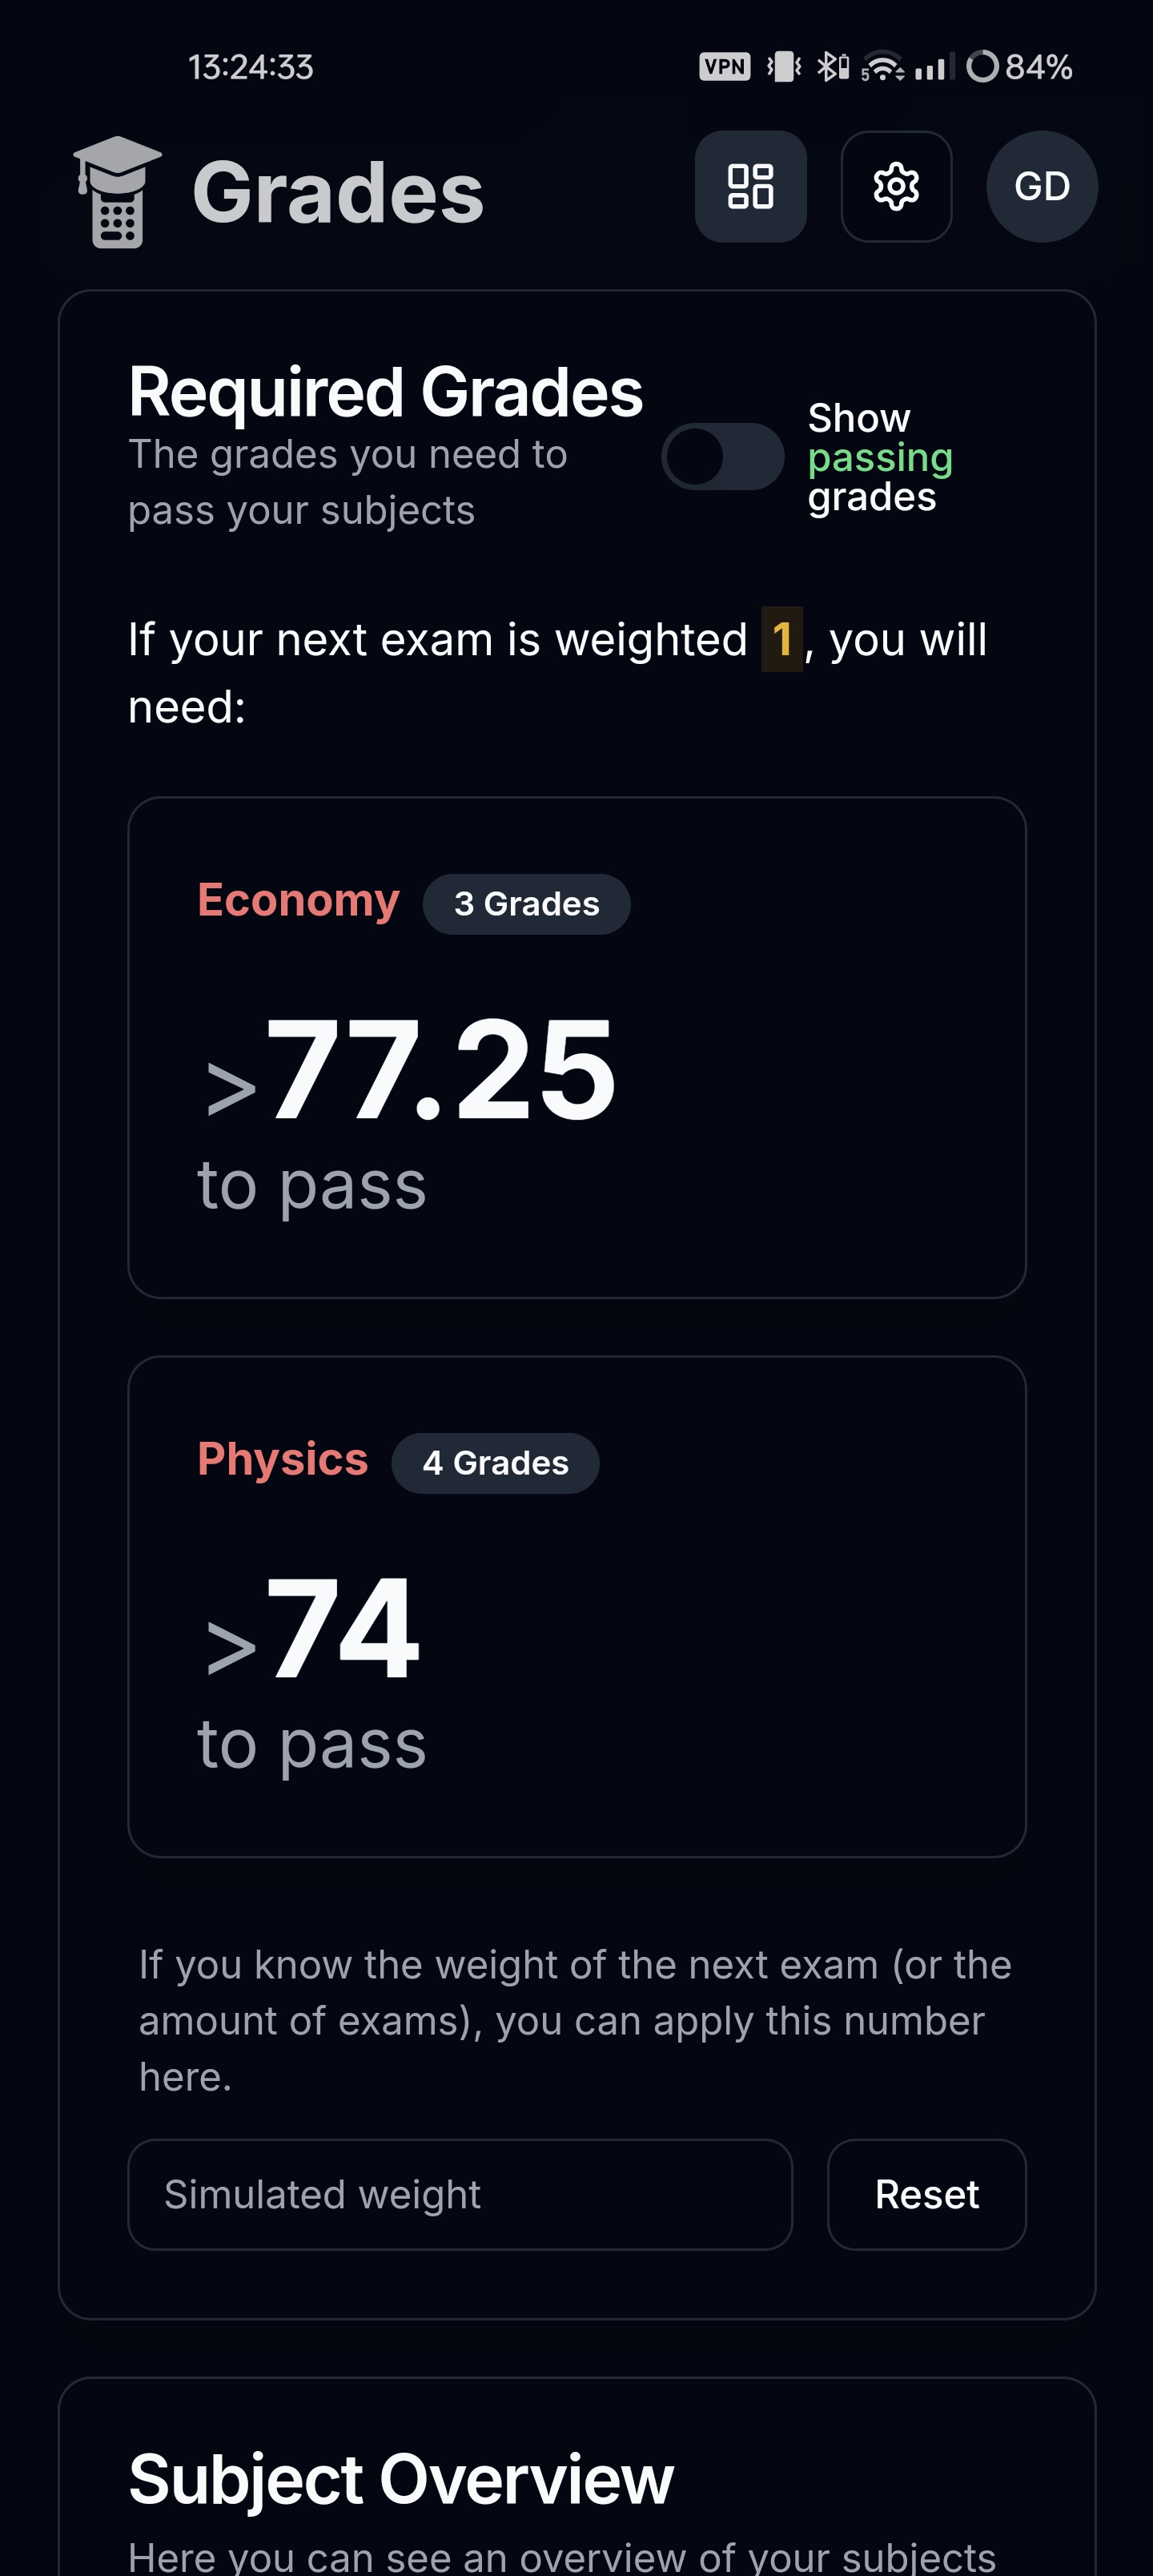 13:24:33
VPN 5 84%
Grades
GD
Required Grades
The grades you need to
pass your subjects
Show
passing
grades
If your next exam is weighted 1, you will
need:
Economy 3 Grades
>77.25
to pass
Physics 4 Grades
>74
to pass
If you know the weight of the next exam (or the
amount of exams), you can apply this number
here.
Simulated weight
Reset
Subject Overview
Here you can see an overview of your subjects